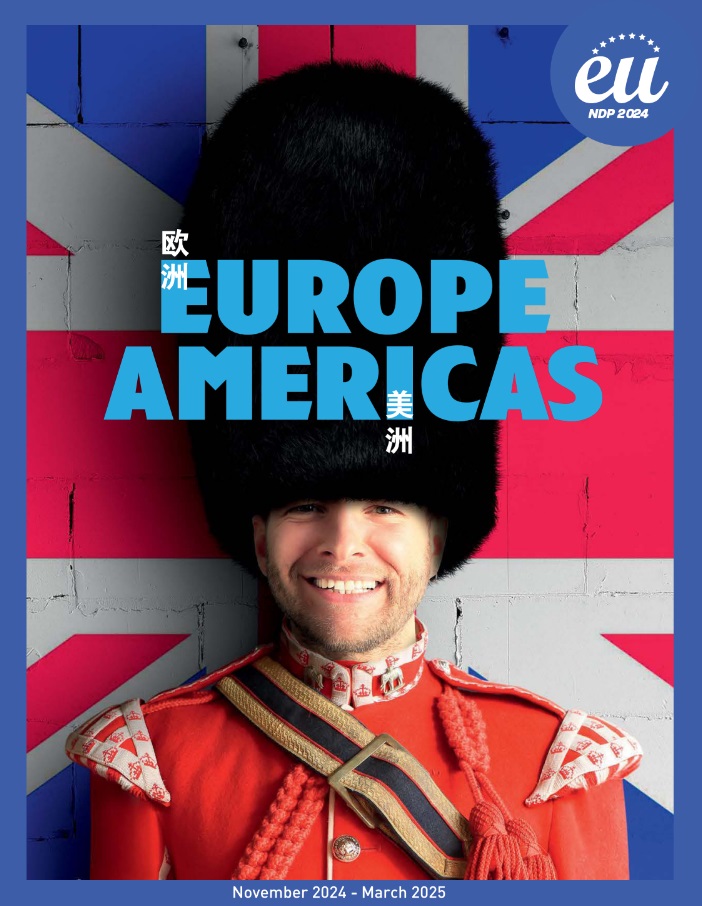 eu
NDP 2024
欧洲
EUROPE
AMERICAS
美洲
November 2024 - March 2025